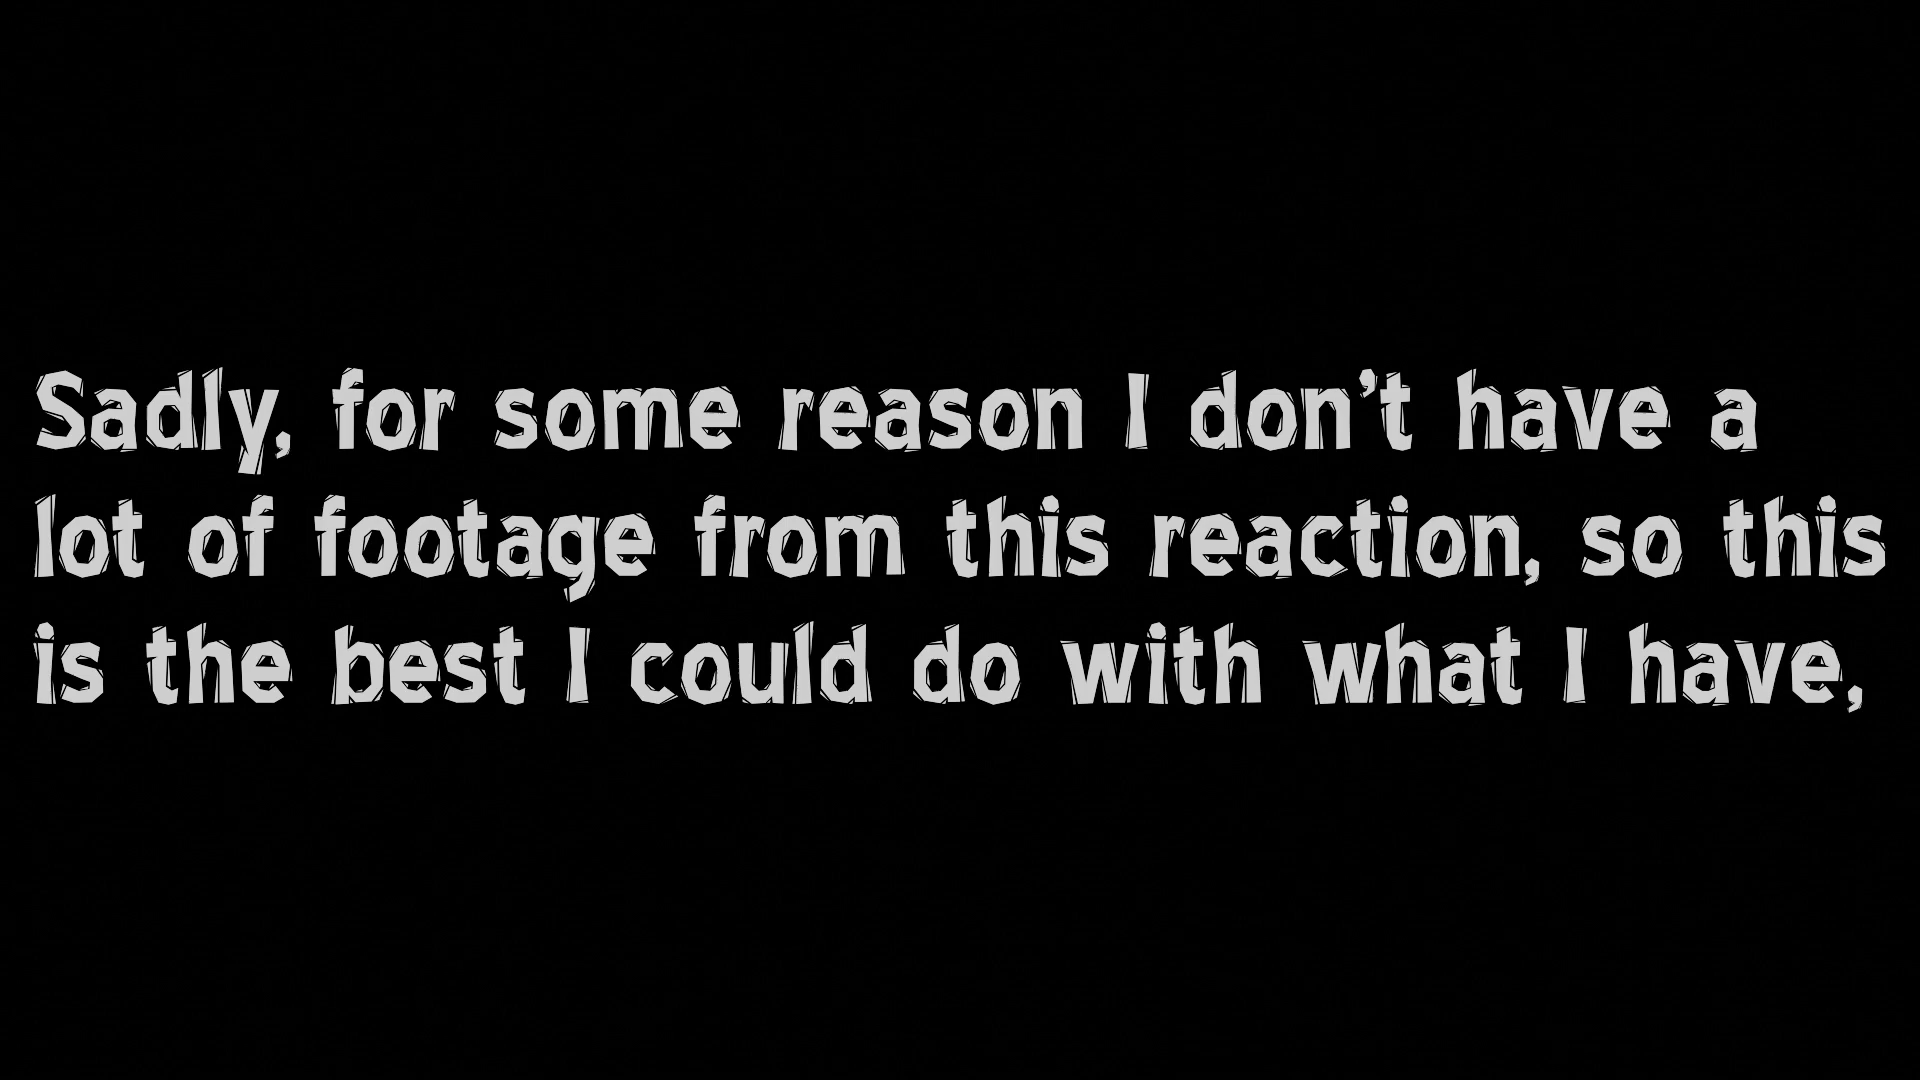 Sadly, for some reason I don't have a
lot of footage from this reaction, so this
is the best I could do with what I have,